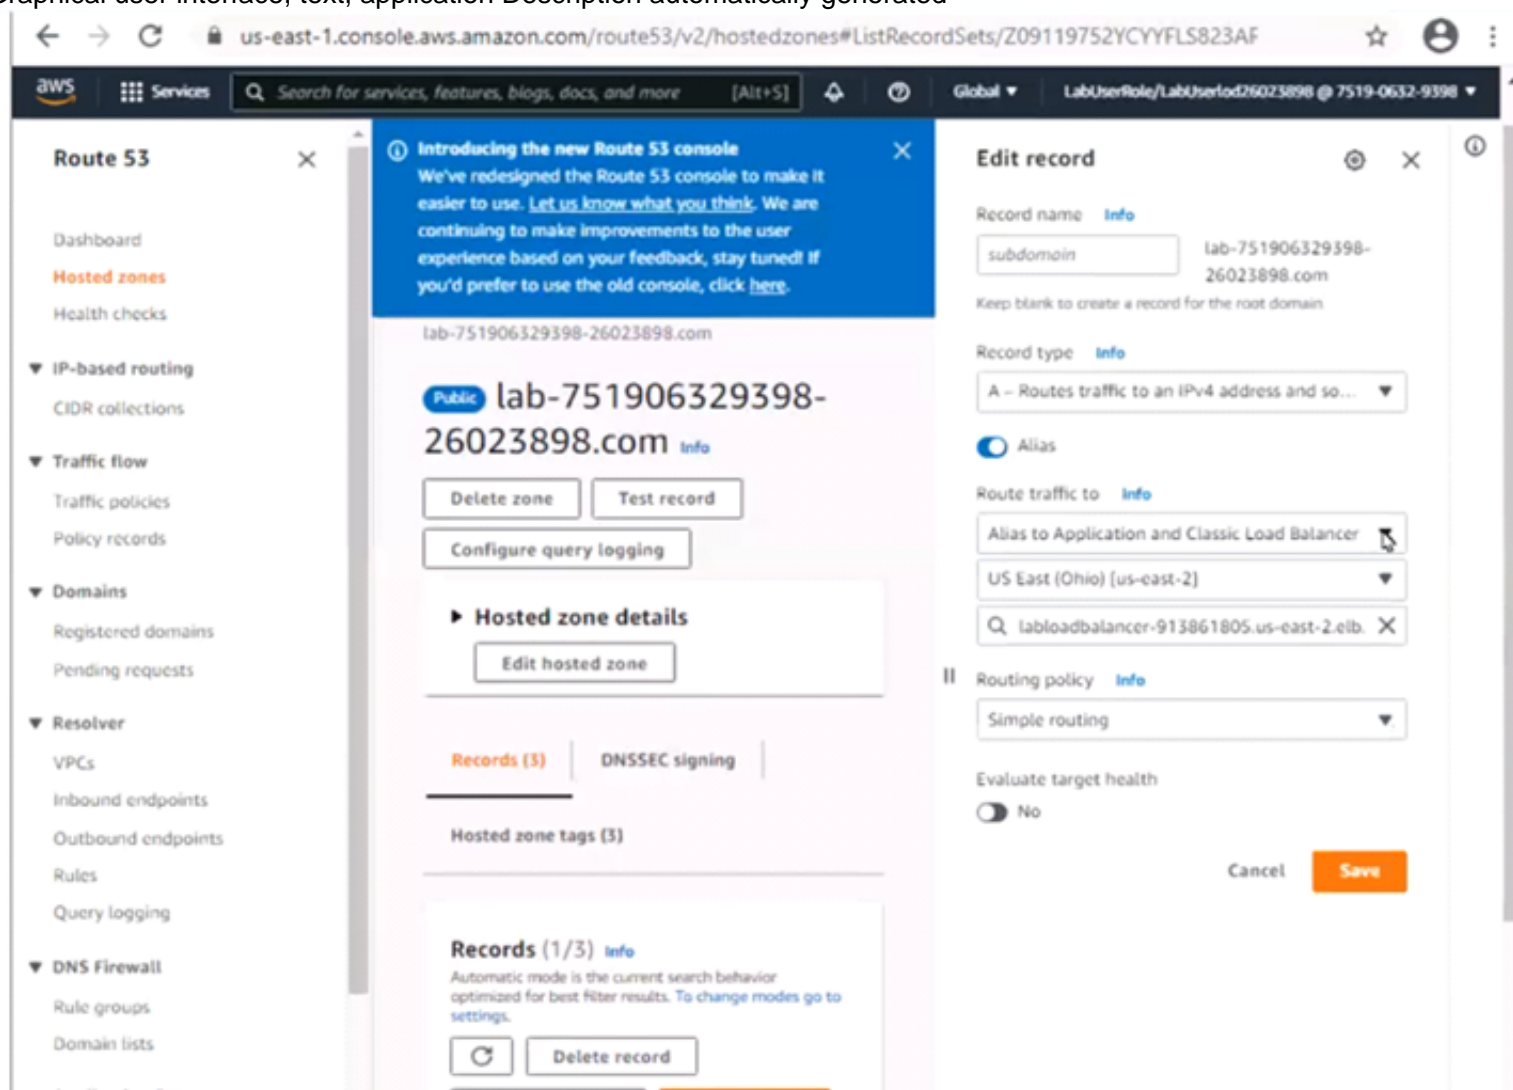 Graphical user interface, text, application Description automatically generated
us-east-1.console.aws.amazon.com/route53/v2/hostedzones#ListRecordSets/Z09119752YCYYFLS823AF
aws
Services
Search for services, features, blogs, docs, and more
[Alt+S]
Global
LabUserRole/LabUserlod26023898 @ 7519-0632-9398
Route 53
Dashboard
Hosted zones
Health checks
IP-based routing
CIDR collections
Traffic flow
Traffic policies
Policy records
Domains
Registered domains
Pending requests
Resolver
VPCs
Inbound endpoints
Outbound endpoints
Rules
Query logging
DNS Firewall
Rule groups
Domain lists
Introducing the new Route 53 console
We've redesigned the Route 53 console to make it
easier to use. Let us know what you think. We are
continuing to make improvements to the user
experience based on your feedback, stay tuned! If
you'd prefer to use the old console, click here.
lab-751906329398-26023898.com
Public lab-751906329398-
26023898.com Info
Delete zone
Test record
Configure query logging
Hosted zone details
Edit hosted zone
Records (3)
DNSSEC signing
Hosted zone tags (3)
Records (1/3) Info
Automatic mode is the current search behavior
optimized for best filter results. To change modes go to
settings.
Delete record
Edit record
Record name Info
subdomain
lab-751906329398-
26023898.com
Keep blank to create a record for the root domain
Record type Info
A – Routes traffic to an IPv4 address and so...
Alias
Route traffic to Info
Alias to Application and Classic Load Balancer
US East (Ohio) [us-east-2]
labloadbalancer-913861805.us-east-2.elb.
Routing policy Info
Simple routing
Evaluate target health
No
Cancel
Save